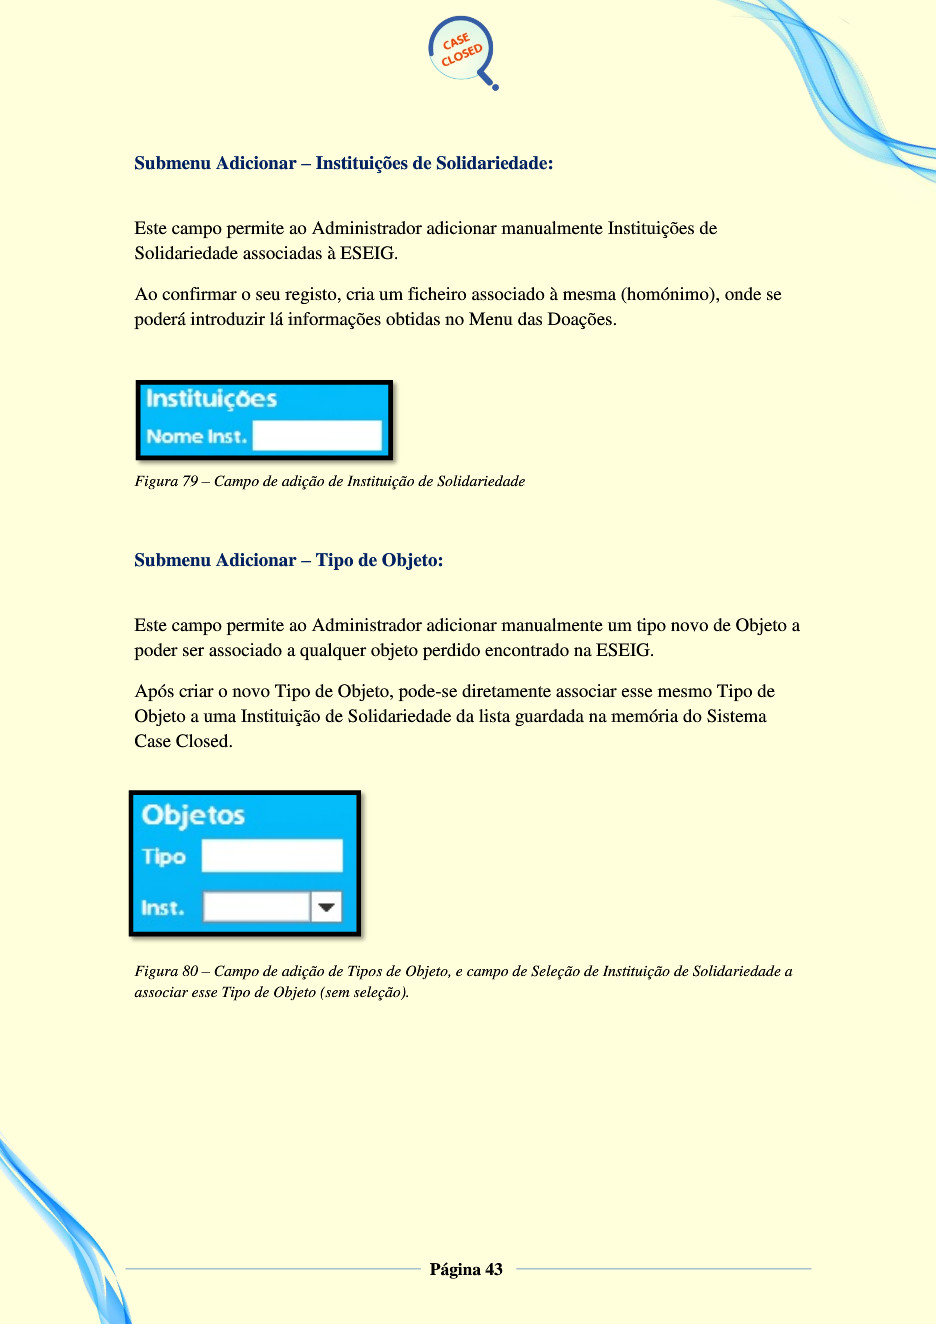 CASE
CLOSED
Submenu Adicionar – Instituições de Solidariedade:
Este campo permite ao Administrador adicionar manualmente Instituições de
Solidariedade associadas à ESEIG.
Ao confirmar o seu registo, cria um ficheiro associado à mesma (homónimo), onde se
poderá introduzir lá informações obtidas no Menu das Doações.
Instituições
Nome Inst.
Figura 79 – Campo de adição de Instituição de Solidariedade
Submenu Adicionar – Tipo de Objeto:
Este campo permite ao Administrador adicionar manualmente um tipo novo de Objeto a
poder ser associado a qualquer objeto perdido encontrado na ESEIG.
Após criar o novo Tipo de Objeto, pode-se diretamente associar esse mesmo Tipo de
Objeto a uma Instituição de Solidariedade da lista guardada na memória do Sistema
Case Closed.
Objetos
Tipo
Inst.
Figura 80 – Campo de adição de Tipos de Objeto, e campo de Seleção de Instituição de Solidariedade a
associar esse Tipo de Objeto (sem seleção).
Página 43